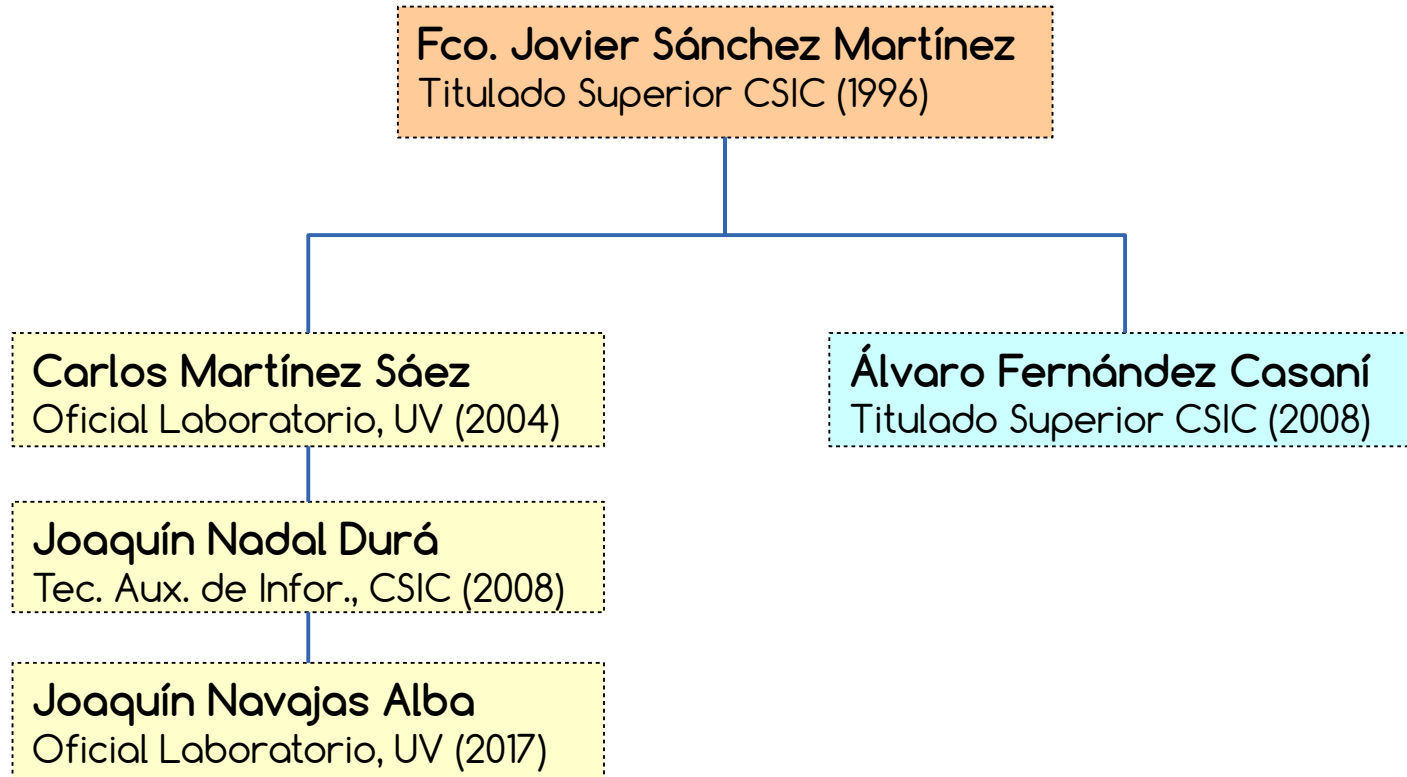 Fco. Javier Sánchez Martínez
Titulado Superior CSIC (1996)
Carlos Martínez Sáez
Oficial Laboratorio, UV (2004)
Álvaro Fernández Casaní
Titulado Superior CSIC (2008)
Joaquín Nadal Durá
Tec. Aux. de Infor., CSIC (2008)
Joaquín Navajas Alba
Oficial Laboratorio, UV (2017)